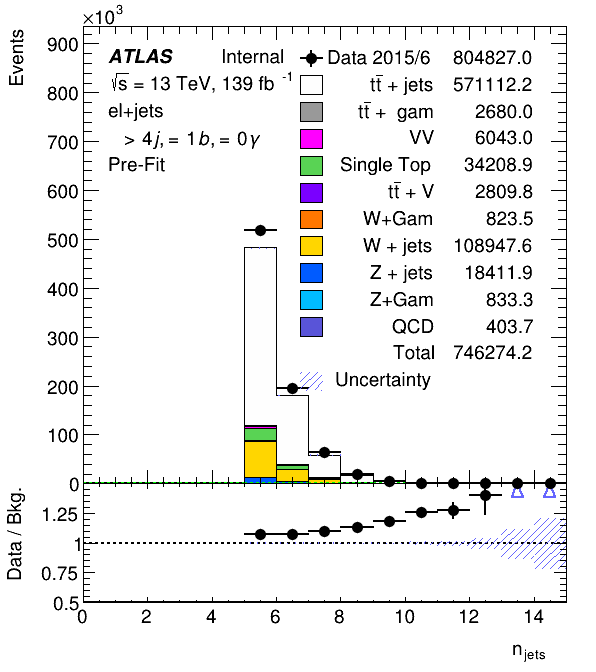 ×10³
Events
900
800
700
600
500
400
300
200
100
0
ATLAS Internal
√s = 13 TeV, 139 fb⁻¹
el+jets
> 4j, = 1b, = 0γ
Pre-Fit
Data 2015/6 804827.0
tt̄ + jets 571112.2
tt̄ + gam 2680.0
VV 6043.0
Single Top 34208.9
tt̄ + V 2809.8
W+Gam 823.5
W + jets 108947.6
Z + jets 18411.9
Z+Gam 833.3
QCD 403.7
Total 746274.2
Uncertainty
Data / Bkg.
1.25
1
0.75
0.5
0 2 4 6 8 10 12 14
n_jets